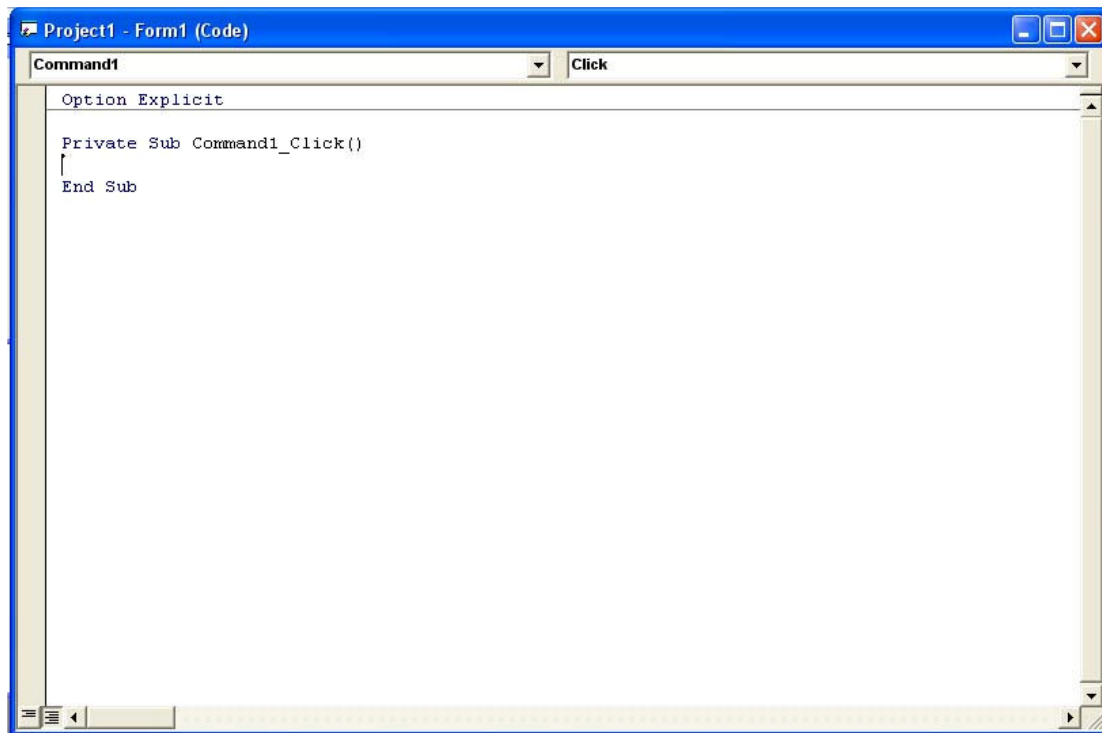 Project1 - Form1 (Code)
Command1 Click
Option Explicit
Private Sub Command1_Click()
End Sub